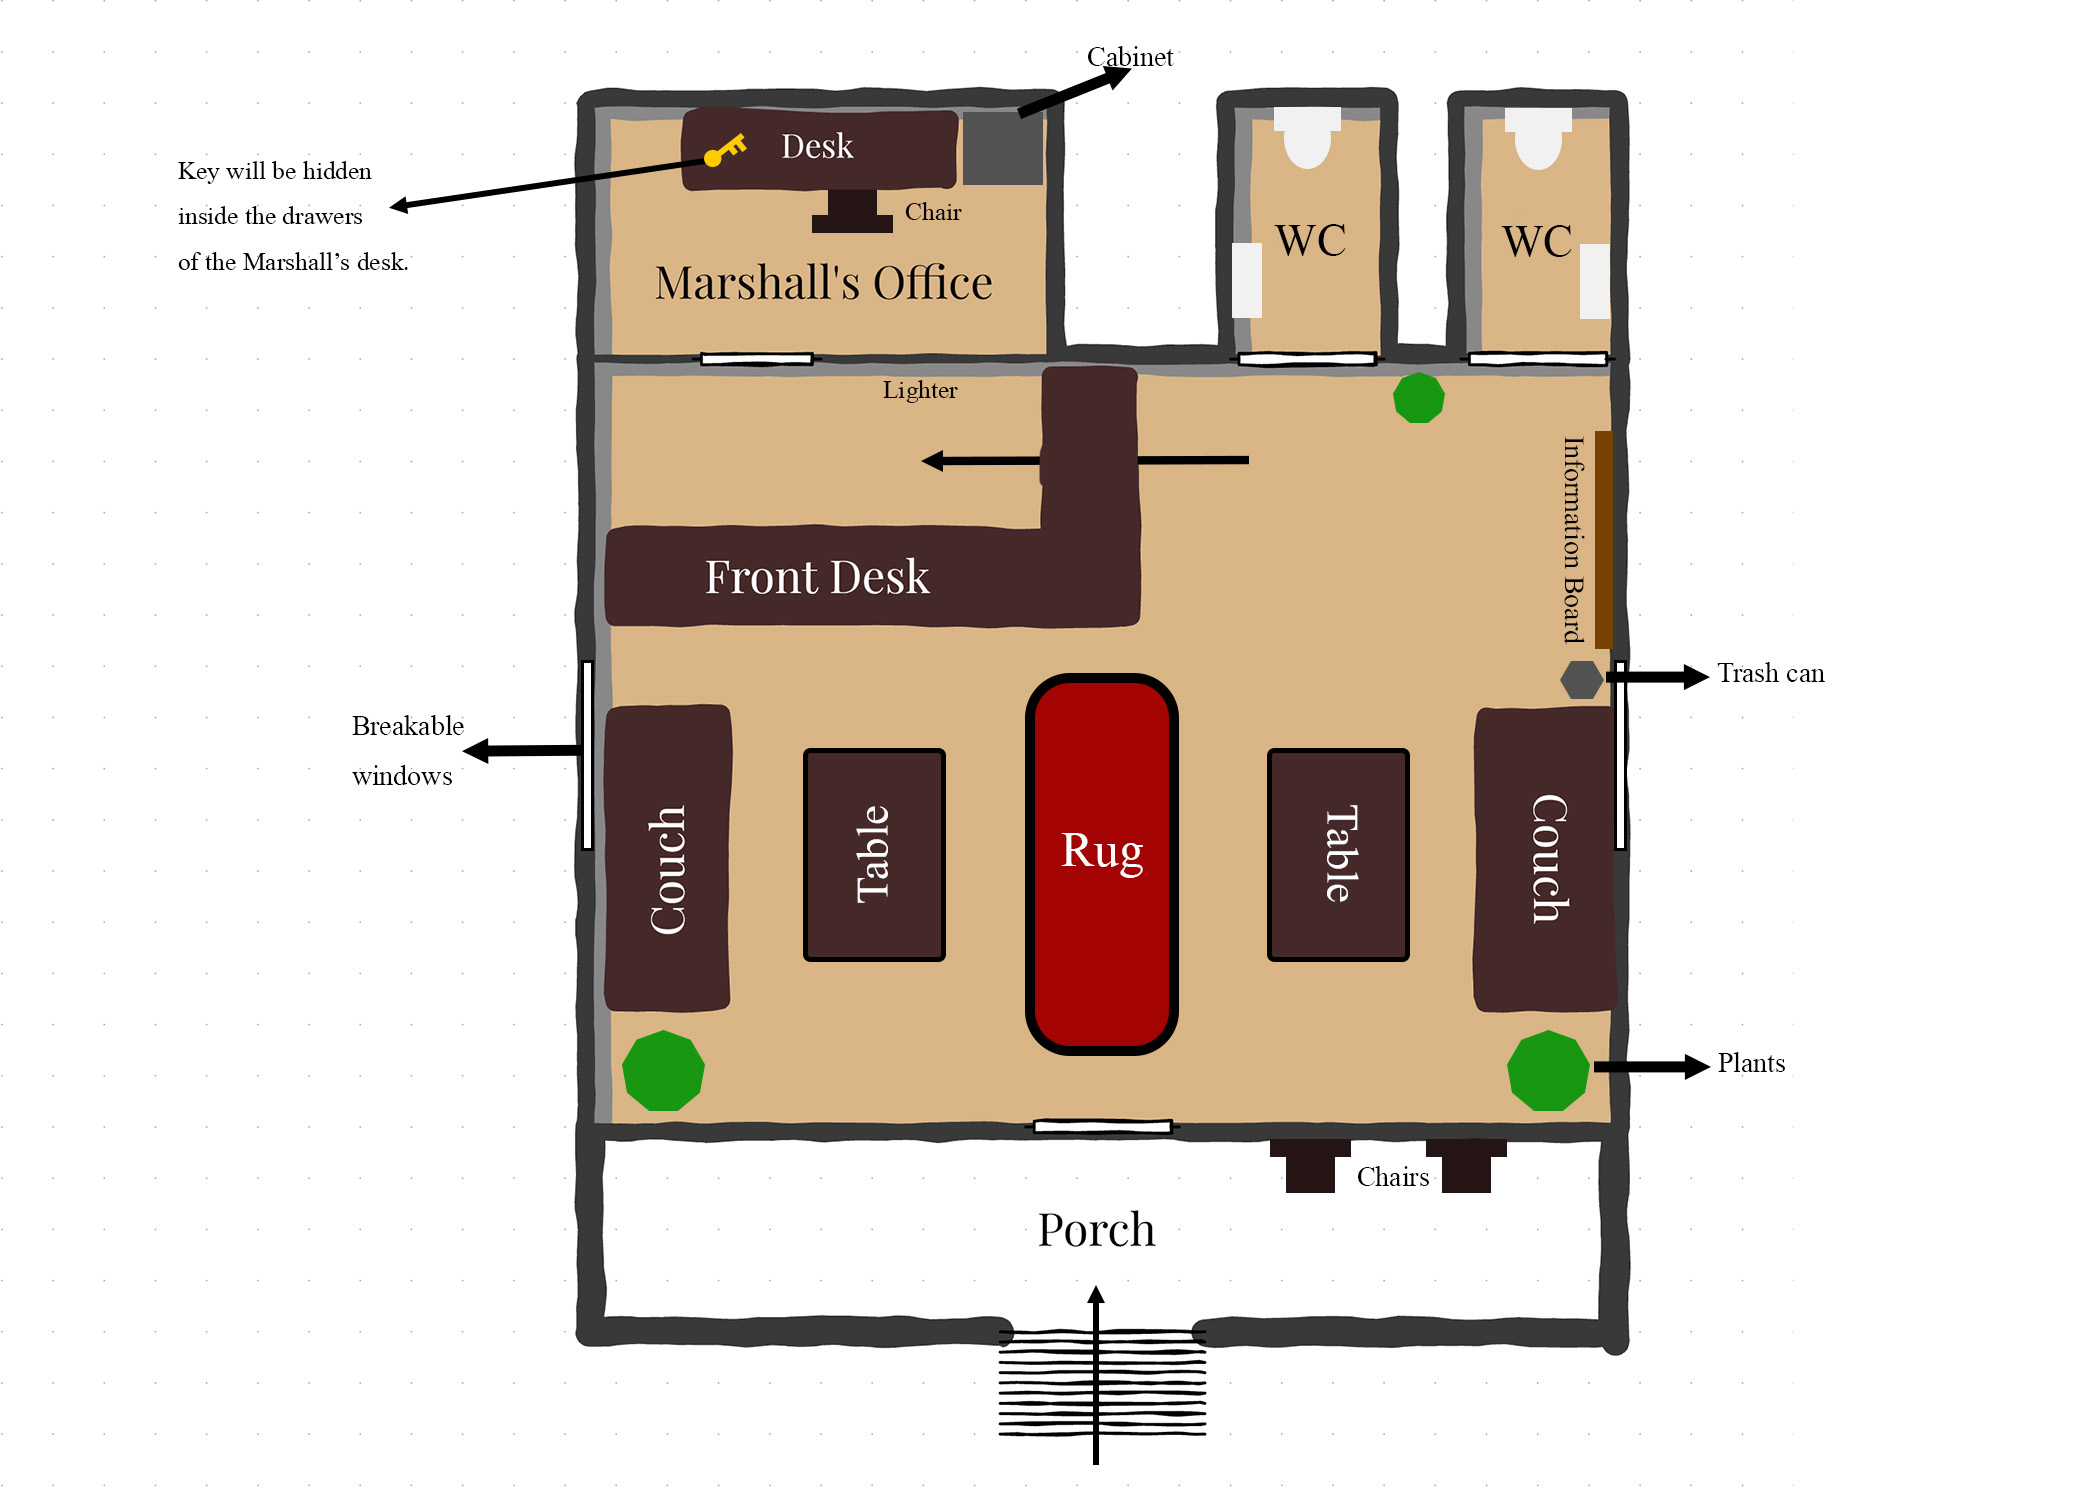 Cabinet
Desk
Key will be hidden
inside the drawers
of the Marshall’s desk.
Chair
WC
WC
Marshall's Office
Lighter
Information Board
Front Desk
Trash can
Breakable
windows
Couch
Table
Rug
Table
Couch
Plants
Chairs
Porch